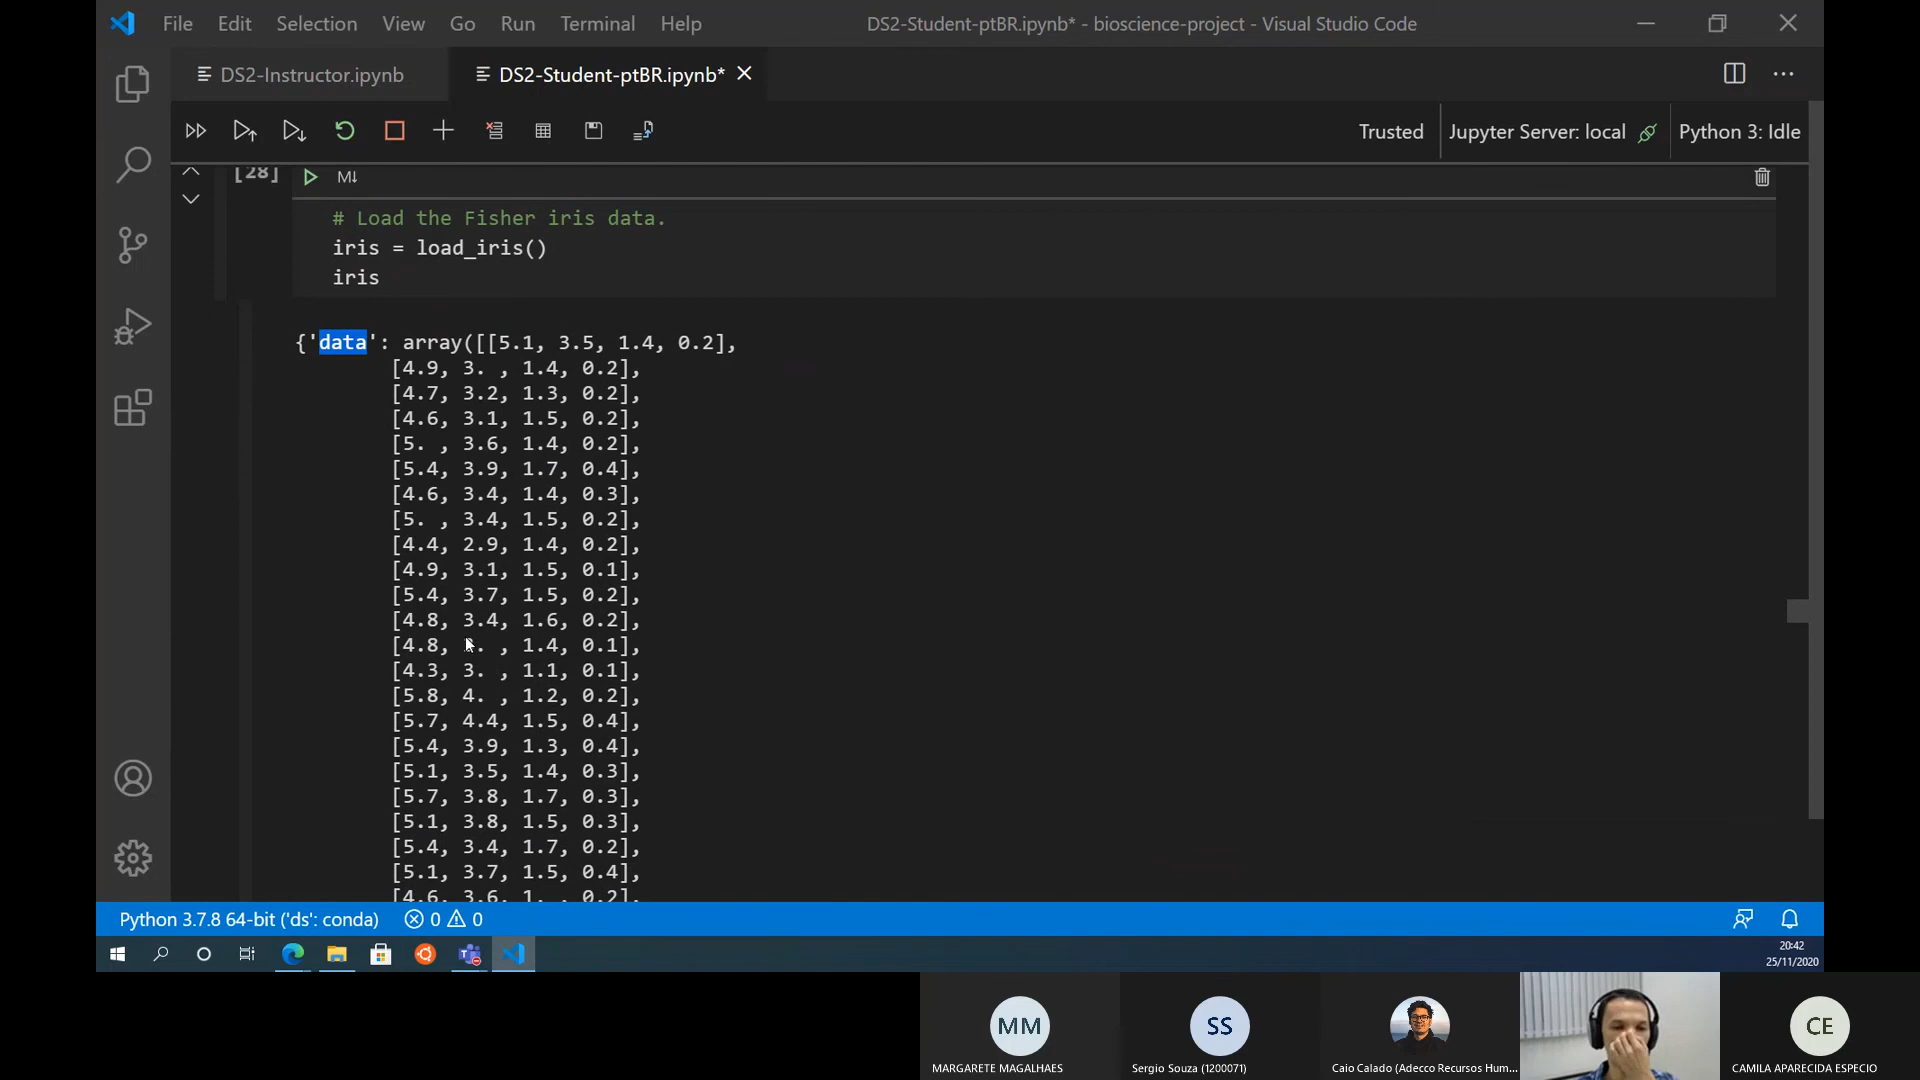 File Edit Selection View Go Run Terminal Help DS2-Student-ptBR.ipynb* - bioscience-project - Visual Studio Code
DS2-Instructor.ipynb DS2-Student-ptBR.ipynb*
Trusted Jupyter Server: local Python 3: Idle
[28] M↓
# Load the Fisher iris data.
iris = load_iris()
iris
{'data': array([[5.1, 3.5, 1.4, 0.2],
[4.9, 3. , 1.4, 0.2],
[4.7, 3.2, 1.3, 0.2],
[4.6, 3.1, 1.5, 0.2],
[5. , 3.6, 1.4, 0.2],
[5.4, 3.9, 1.7, 0.4],
[4.6, 3.4, 1.4, 0.3],
[5. , 3.4, 1.5, 0.2],
[4.4, 2.9, 1.4, 0.2],
[4.9, 3.1, 1.5, 0.1],
[5.4, 3.7, 1.5, 0.2],
[4.8, 3.4, 1.6, 0.2],
[4.8, . , 1.4, 0.1],
[4.3, 3. , 1.1, 0.1],
[5.8, 4. , 1.2, 0.2],
[5.7, 4.4, 1.5, 0.4],
[5.4, 3.9, 1.3, 0.4],
[5.1, 3.5, 1.4, 0.3],
[5.7, 3.8, 1.7, 0.3],
[5.1, 3.8, 1.5, 0.3],
[5.4, 3.4, 1.7, 0.2],
[5.1, 3.7, 1.5, 0.4],
[4.6, 3.6, 1. , 0.2],
Python 3.7.8 64-bit ('ds': conda) 0 0
20:42
25/11/2020
MM SS CE
MARGARETE MAGALHAES Sergio Souza (1200071) Caio Calado (Adecco Recursos Hum... CAMILA APARECIDA ESPECIO